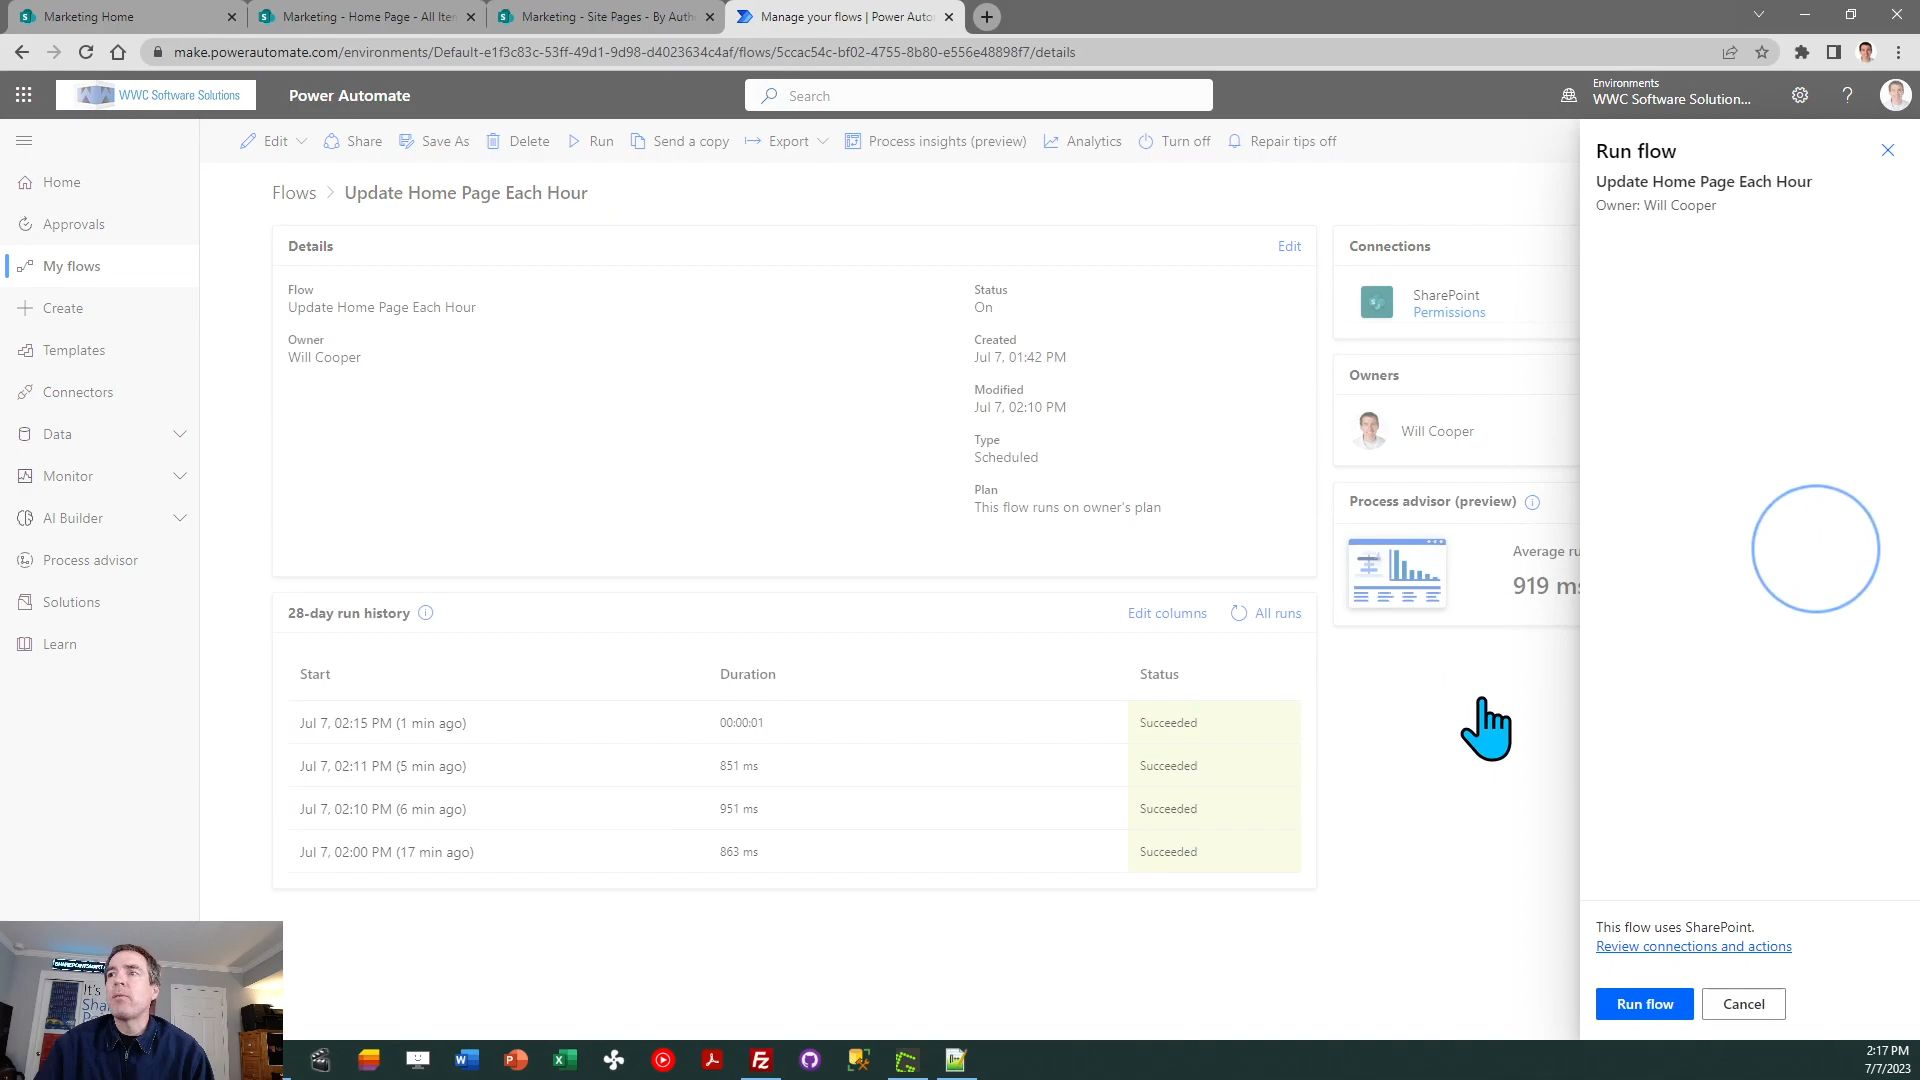 Marketing Home
Marketing - Home Page - All Iten
Marketing - Site Pages - By Auth
Manage your flows | Power Auto
make.powerautomate.com/environments/Default-e1f3c83c-53ff-49d1-9d98-d4023634c4af/flows/5ccac54c-bf02-4755-8b80-e556e48898f7/details
WWC Software Solutions
Power Automate
Search
Environments
WWC Software Solution...
Edit
Share
Save As
Delete
Run
Send a copy
Export
Process insights (preview)
Analytics
Turn off
Repair tips off
Home
Approvals
My flows
Create
Templates
Connectors
Data
Monitor
AI Builder
Process advisor
Solutions
Learn
Flows > Update Home Page Each Hour
Details
Edit
Flow
Update Home Page Each Hour
Owner
Will Cooper
Status
On
Created
Jul 7, 01:42 PM
Modified
Jul 7, 02:10 PM
Type
Scheduled
Plan
This flow runs on owner's plan
28-day run history
Edit columns
All runs
Start Duration Status
Jul 7, 02:15 PM (1 min ago) 00:00:01 Succeeded
Jul 7, 02:11 PM (5 min ago) 851 ms Succeeded
Jul 7, 02:10 PM (6 min ago) 951 ms Succeeded
Jul 7, 02:00 PM (17 min ago) 863 ms Succeeded
Connections
SharePoint
Permissions
Owners
Will Cooper
Process advisor (preview)
Average ru
919 ms
Run flow
Update Home Page Each Hour
Owner: Will Cooper
This flow uses SharePoint.
Review connections and actions
Run flow
Cancel
It's
2:17 PM
7/7/2023